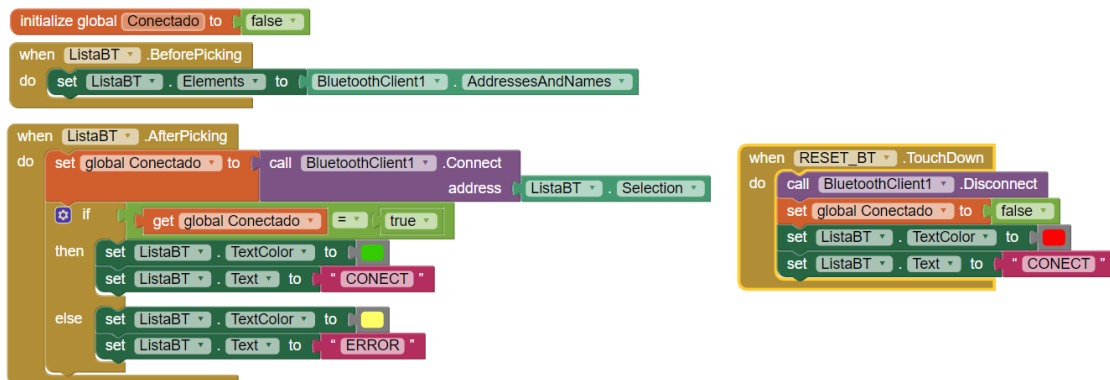 initialize global Conectado to false
when ListaBT .BeforePicking
do set ListaBT . Elements to BluetoothClient1 . AddressesAndNames
when ListaBT .AfterPicking
do set global Conectado to call BluetoothClient1 .Connect
address ListaBT . Selection
if get global Conectado = true
then set ListaBT . TextColor to
set ListaBT . Text to " CONECT "
else set ListaBT . TextColor to
set ListaBT . Text to " ERROR "
when RESET_BT .TouchDown
do call BluetoothClient1 .Disconnect
set global Conectado to false
set ListaBT . TextColor to
set ListaBT . Text to " CONECT "